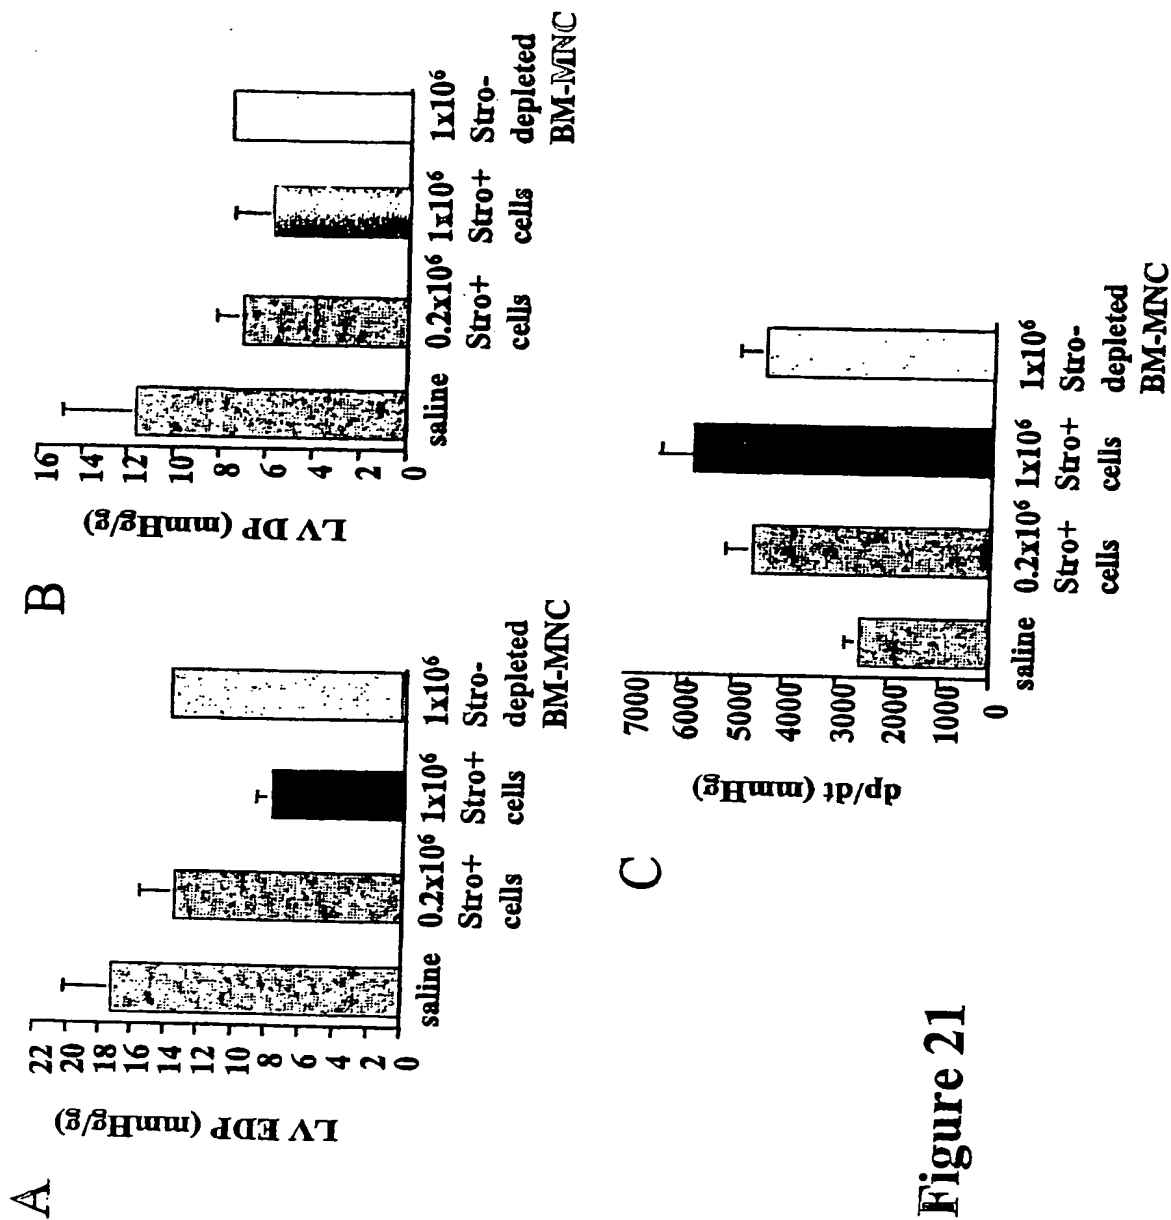 A
LV EDP (mmHg/g)
22
20
18
16
14
12
10
8
6
4
2
0
saline 0.2x10⁶ 1x10⁶ 1x10⁶
Stro+ Stro+ Stro-
cells cells depleted
BM-MNC
B
LV DP (mmHg/g)
16
14
12
10
8
6
4
2
0
saline 0.2x10⁶ 1x10⁶ 1x10⁶
Stro+ Stro+ Stro-
cells cells depleted
BM-MNC
C
dp/dt (mmHg)
7000
6000
5000
4000
3000
2000
1000
0
saline 0.2x10⁶ 1x10⁶ 1x10⁶
Stro+ Stro+ Stro-
cells cells depleted
BM-MNC
Figure 21